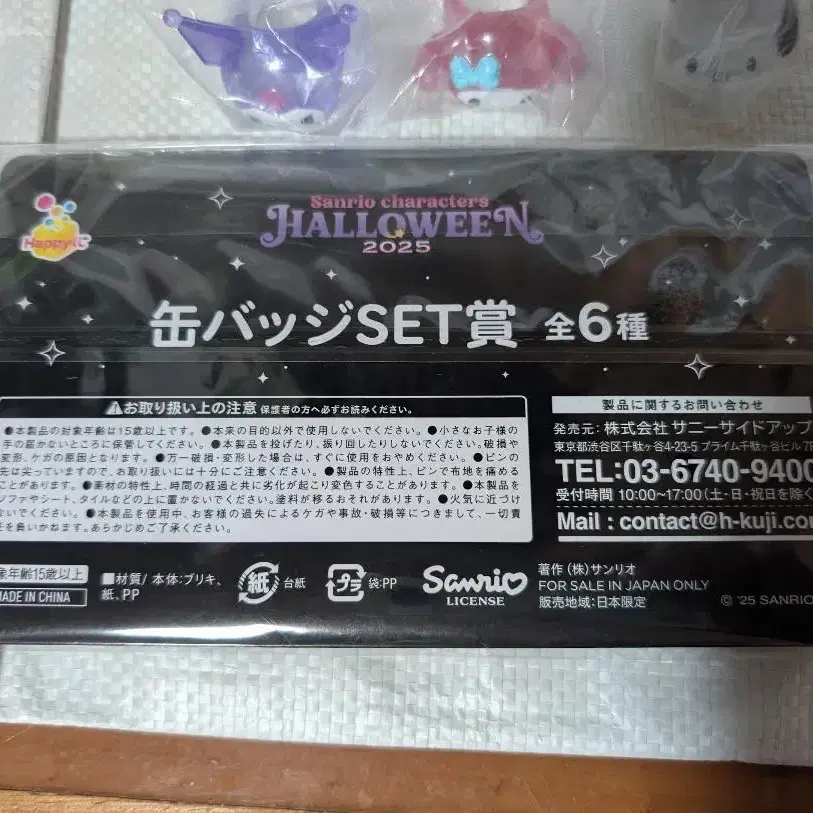 Happyくじ
Sanrio characters
HALLOWEEN
2025
缶バッジSET賞 全6種
お取り扱い上の注意 保護者の方へ必ずお読みください。
●本製品の対象年齢は15歳以上です。●本来の目的以外で使用しないでください。●小さなお子様の
手の届かないところに保管してください。●本製品を投げたり、振り回したりしないでください。破損や
変形、ケガの原因となります。●万一破損・変形した場合は、すぐに使用をおやめください。●ピンの
先は尖っていますので、お取り扱いには十分にご注意ください。●製品の特性上、ピンで布地を痛める
ことがあります。●素材の特性上、時間の経過と共に劣化が起こり変色することがあります。●本製品を
ソファやシート、タイルなどの上に置かないでください。塗料が移るおそれがあります。●火気に近づけ
ないでください。●本製品を使用中、お客様の過失によるケガや事故・破損等につきまして、一切責
任を負いかねます。あらかじめご了承ください。
製品に関するお問い合わせ
発売元:株式会社 サニーサイドアップ
東京都渋谷区千駄ヶ谷4-23-5 プライム千駄ヶ谷ビル7F
TEL:03-6740-9400
受付時間 10:00~17:00(土・日・祝日を除く
Mail:contact@h-kuji.co
象年齢15歳以上
MADE IN CHINA
■材質/本体:ブリキ、
紙、PP
紙 台紙
プラ 袋:PP
Sanrio
LICENSE
著作 (株)サンリオ
FOR SALE IN JAPAN ONLY
販売地域:日本限定
© '25 SANRIO